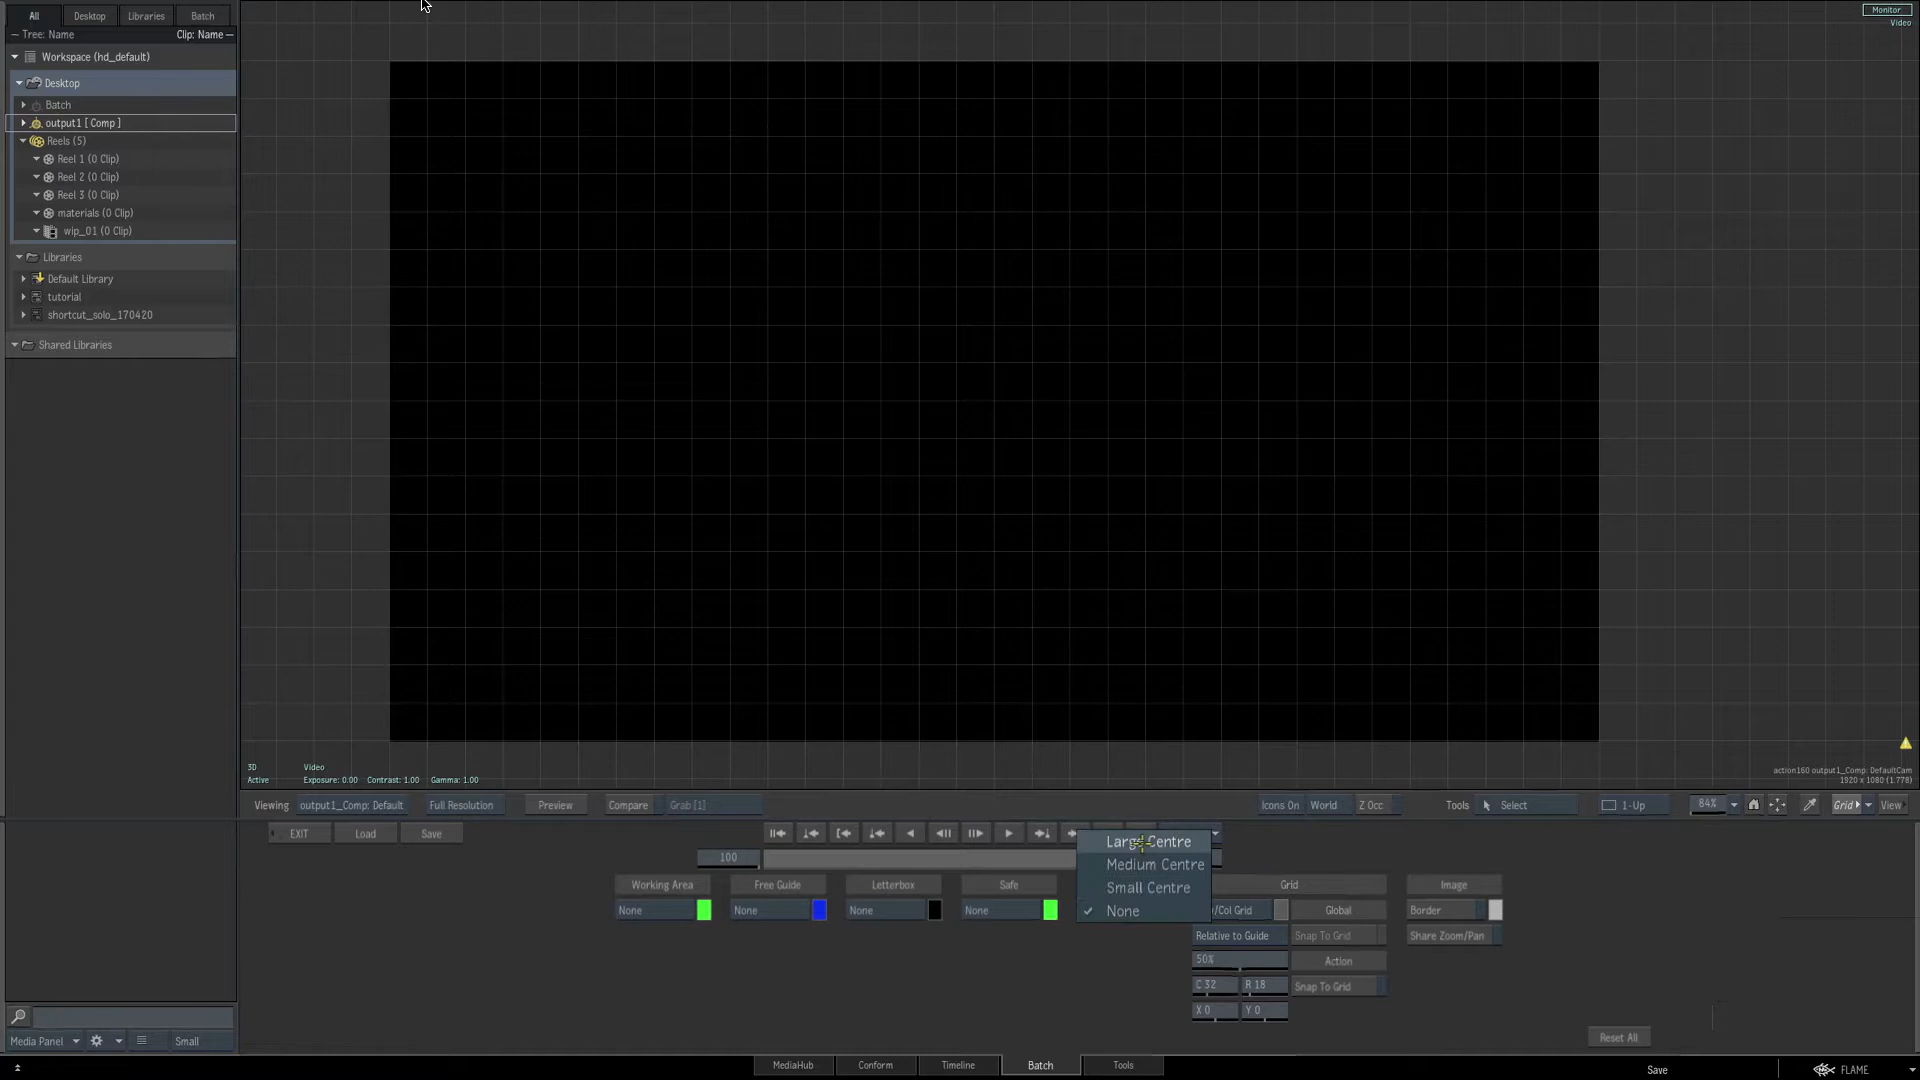 All Desktop Libraries Batch
Tree: Name Clip: Name
Workspace (hd_default)
Desktop
Batch
output1 [ Comp ]
Reels (5)
Reel 1 (0 Clip)
Reel 2 (0 Clip)
Reel 3 (0 Clip)
materials (0 Clip)
wip_01 (0 Clip)
Libraries
Default Library
tutorial
shortcut_solo_170420
Shared Libraries
Monitor
Video
3D Video
Active Exposure: 0.00 Contrast: 1.00 Gamma: 1.00
action160 output1_Comp: DefaultCam
1920 x 1080 (1.778)
Viewing output1_Comp: Default Full Resolution Preview Compare Grab [1] Icons On World Z Occ Tools Select 1-Up 84% Grid View
EXIT Load Save
100
Large Centre
Medium Centre
Small Centre
None
Working Area Free Guide Letterbox Safe Grid Image
None None None None /Col Grid Global Border
Relative to Guide Snap To Grid Share Zoom/Pan
50% Action
C 32 R 18 Snap To Grid
X 0 Y 0
Reset All
Media Panel Small
MediaHub Conform Timeline Batch Tools Save FLAME